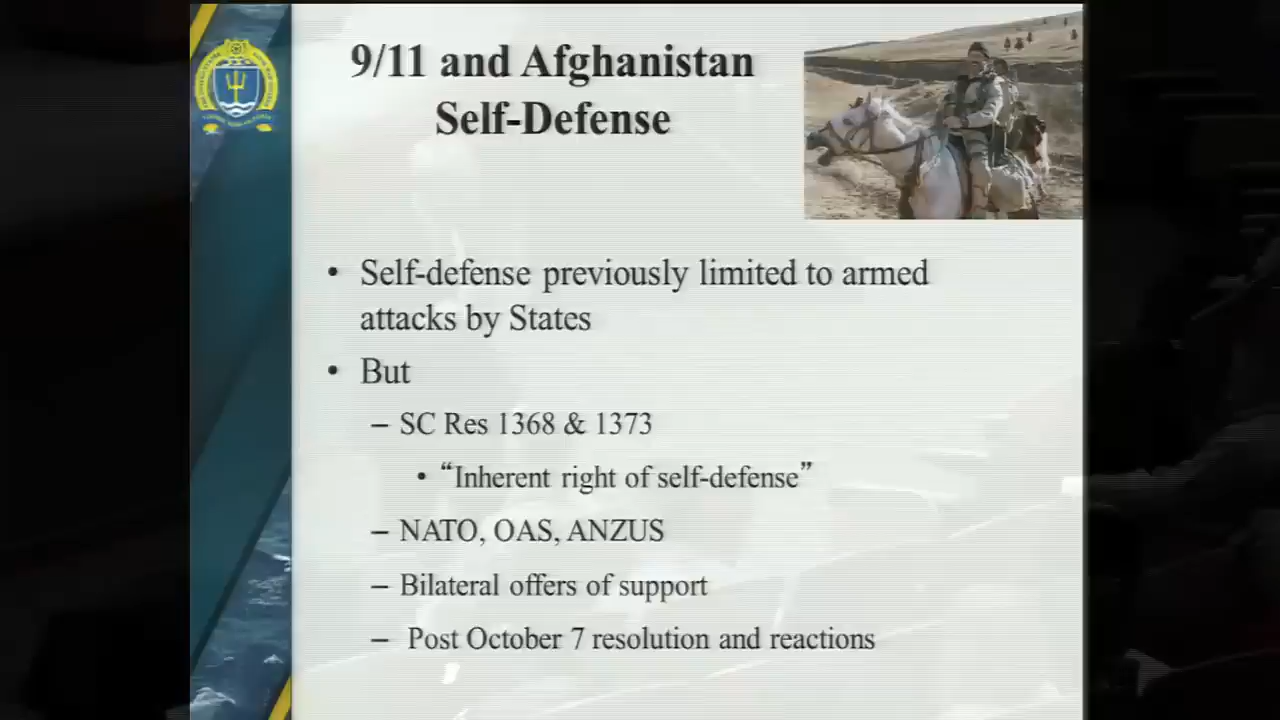 9/11 and Afghanistan
Self-Defense
• Self-defense previously limited to armed
attacks by States
• But
– SC Res 1368 & 1373
• “Inherent right of self-defense”
– NATO, OAS, ANZUS
– Bilateral offers of support
– Post October 7 resolution and reactions